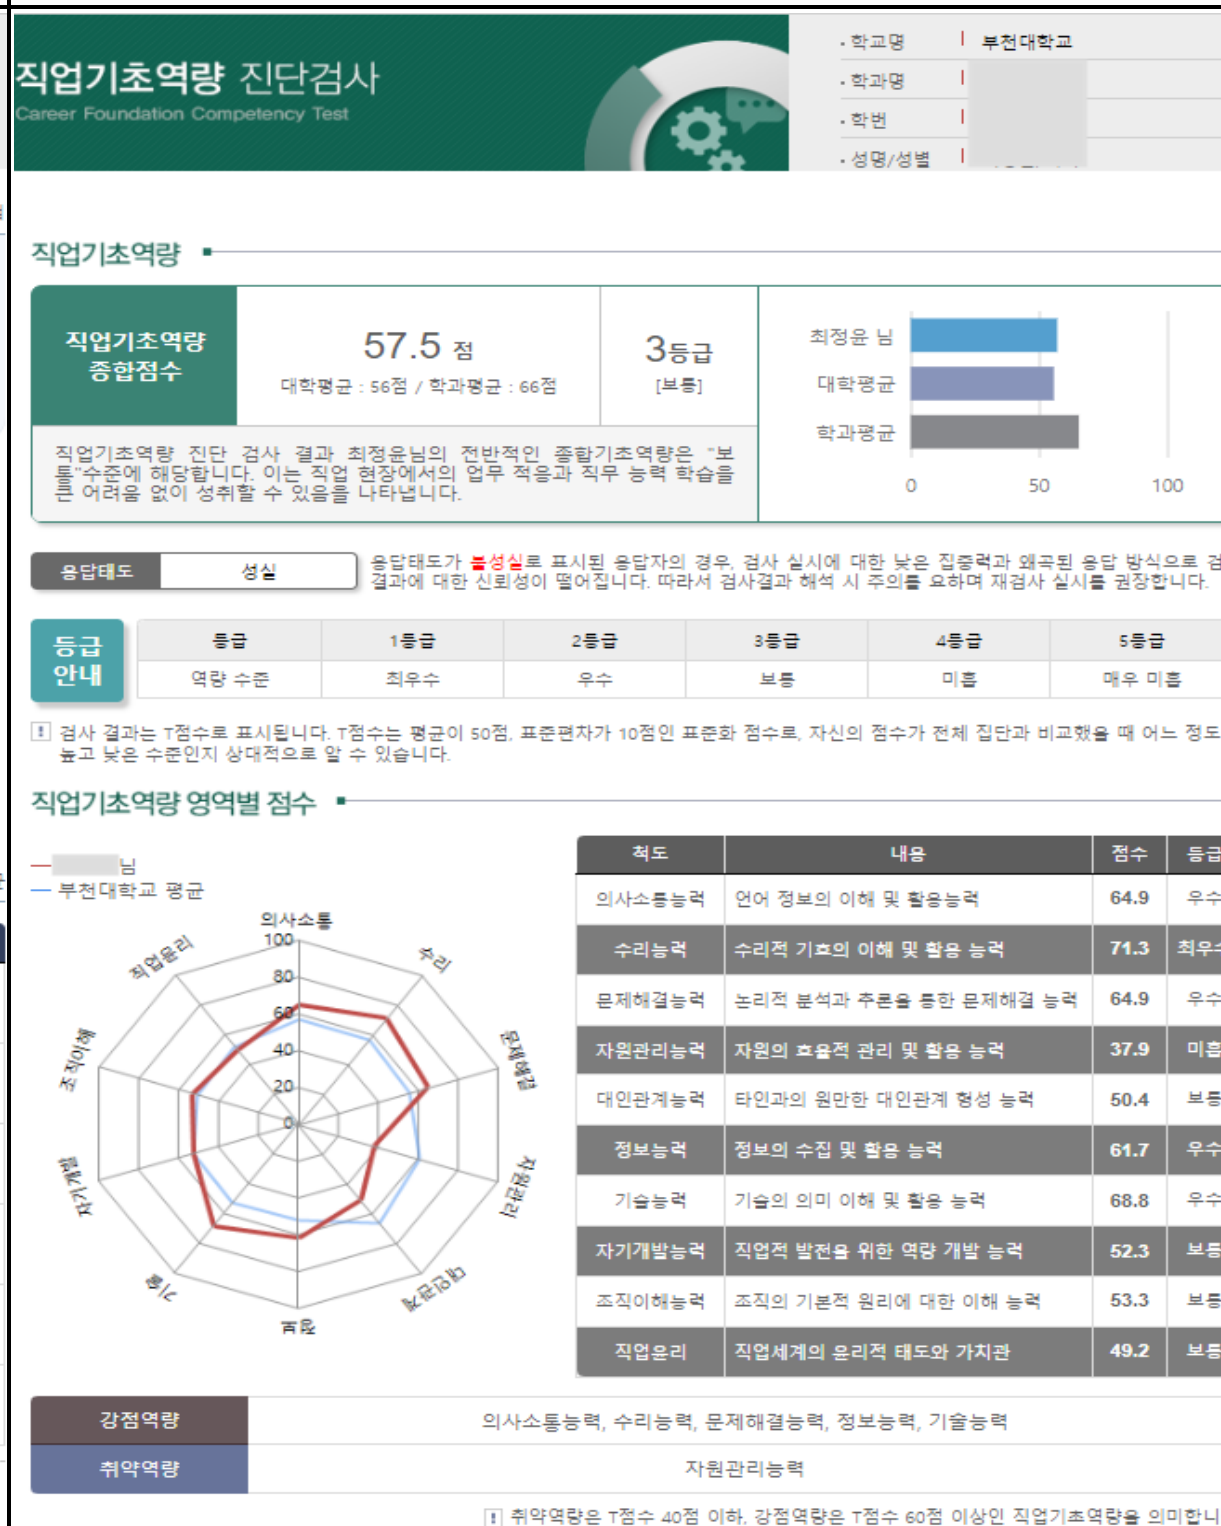 직업기초역량 진단검사
Career Foundation Competency Test
학교명 부천대학교
학과명
학번
성명/성별
직업기초역량
직업기초역량
종합점수
57.5 점
대학평균 : 56점 / 학과평균 : 66점
3등급
[보통]
최정윤 님
대학평균
학과평균
0 50 100
직업기초역량 진단 검사 결과 최정윤님의 전반적인 종합기초역량은 "보
통"수준에 해당합니다. 이는 직업 현장에서의 업무 적응과 직무 능력 학습을
큰 어려움 없이 성취할 수 있음을 나타냅니다.
응답태도 성실
응답태도가 불성실로 표시된 응답자의 경우, 검사 실시에 대한 낮은 집중력과 왜곡된 응답 방식으로 검
결과에 대한 신뢰성이 떨어집니다. 따라서 검사결과 해석 시 주의를 요하며 재검사 실시를 권장합니다.
등급
안내
등급 1등급 2등급 3등급 4등급 5등급
역량 수준 최우수 우수 보통 미흡 매우 미흡
! 검사 결과는 T점수로 표시됩니다. T점수는 평균이 50점, 표준편차가 10점인 표준화 점수로, 자신의 점수가 전체 집단과 비교했을 때 어느 정도
높고 낮은 수준인지 상대적으로 알 수 있습니다.
직업기초역량 영역별 점수
님
부천대학교 평균
의사소통
수리
문제해결
자원관리
대인관계
정보
기술
자기개발
조직이해
직업윤리
100
80
60
40
20
0
척도 내용 점수 등급
의사소통능력 언어 정보의 이해 및 활용능력 64.9 우수
수리능력 수리적 기호의 이해 및 활용 능력 71.3 최우수
문제해결능력 논리적 분석과 추론을 통한 문제해결 능력 64.9 우수
자원관리능력 자원의 효율적 관리 및 활용 능력 37.9 미흡
대인관계능력 타인과의 원만한 대인관계 형성 능력 50.4 보통
정보능력 정보의 수집 및 활용 능력 61.7 우수
기술능력 기술의 의미 이해 및 활용 능력 68.8 우수
자기개발능력 직업적 발전을 위한 역량 개발 능력 52.3 보통
조직이해능력 조직의 기본적 원리에 대한 이해 능력 53.3 보통
직업윤리 직업세계의 윤리적 태도와 가치관 49.2 보통
강점역량 의사소통능력, 수리능력, 문제해결능력, 정보능력, 기술능력
취약역량 자원관리능력
! 취약역량은 T점수 40점 이하, 강점역량은 T점수 60점 이상인 직업기초역량을 의미합니